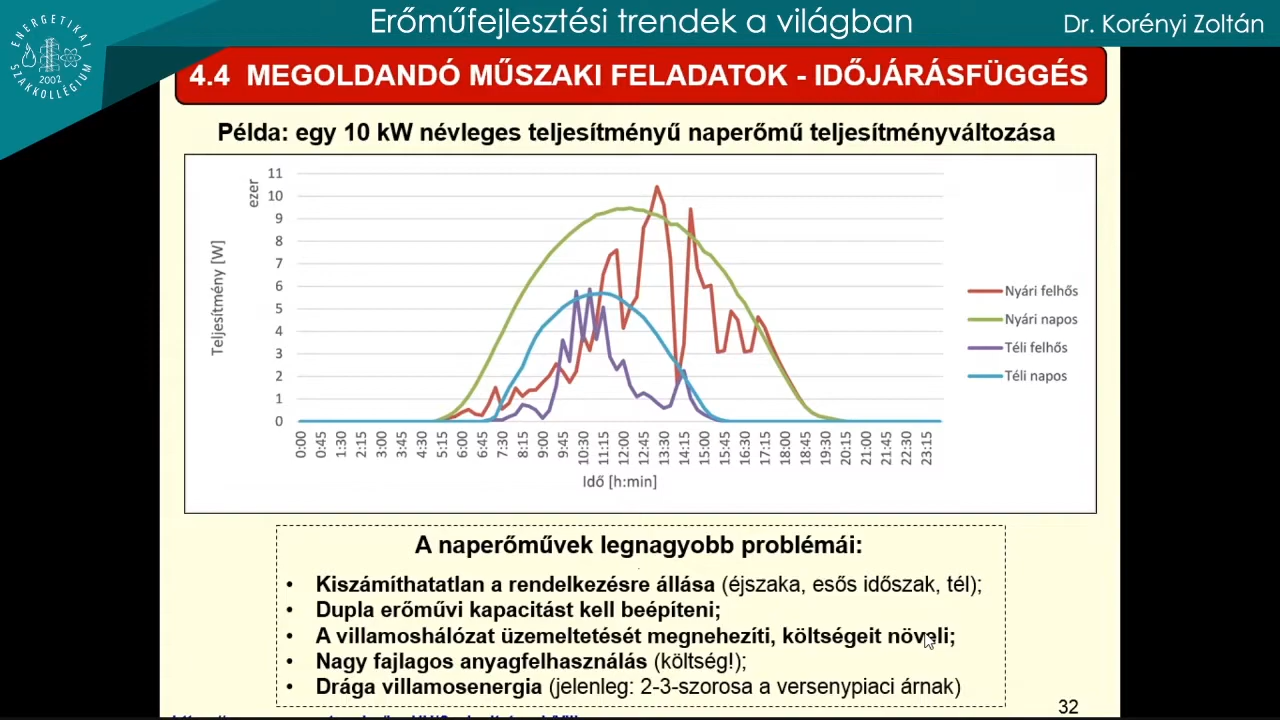 Erőműfejlesztési trendek a világban
Dr. Korényi Zoltán
ENERGETIKAI SZAKKOLLÉGIUM
2002
4.4 MEGOLDANDÓ MŰSZAKI FELADATOK - IDŐJÁRÁSFÜGGÉS
Példa: egy 10 kW névleges teljesítményű naperőmű teljesítményváltozása
Teljesítmény [W]
ezer
11
10
9
8
7
6
5
4
3
2
1
0
0:00 0:45 1:30 2:15 3:00 3:45 4:30 5:15 6:00 6:45 7:30 8:15 9:00 9:45 10:30 11:15 12:00 12:45 13:30 14:15 15:00 15:45 16:30 17:15 18:00 18:45 19:30 20:15 21:00 21:45 22:30 23:15
Idő [h:min]
Nyári felhős
Nyári napos
Téli felhős
Téli napos
A naperőművek legnagyobb problémái:
• Kiszámíthatatlan a rendelkezésre állása (éjszaka, esős időszak, tél);
• Dupla erőművi kapacitást kell beépíteni;
• A villamoshálózat üzemeltetését megnehezíti, költségeit növeli;
• Nagy fajlagos anyagfelhasználás (költség!);
• Drága villamosenergia (jelenleg: 2-3-szorosa a versenypiaci árnak)
32